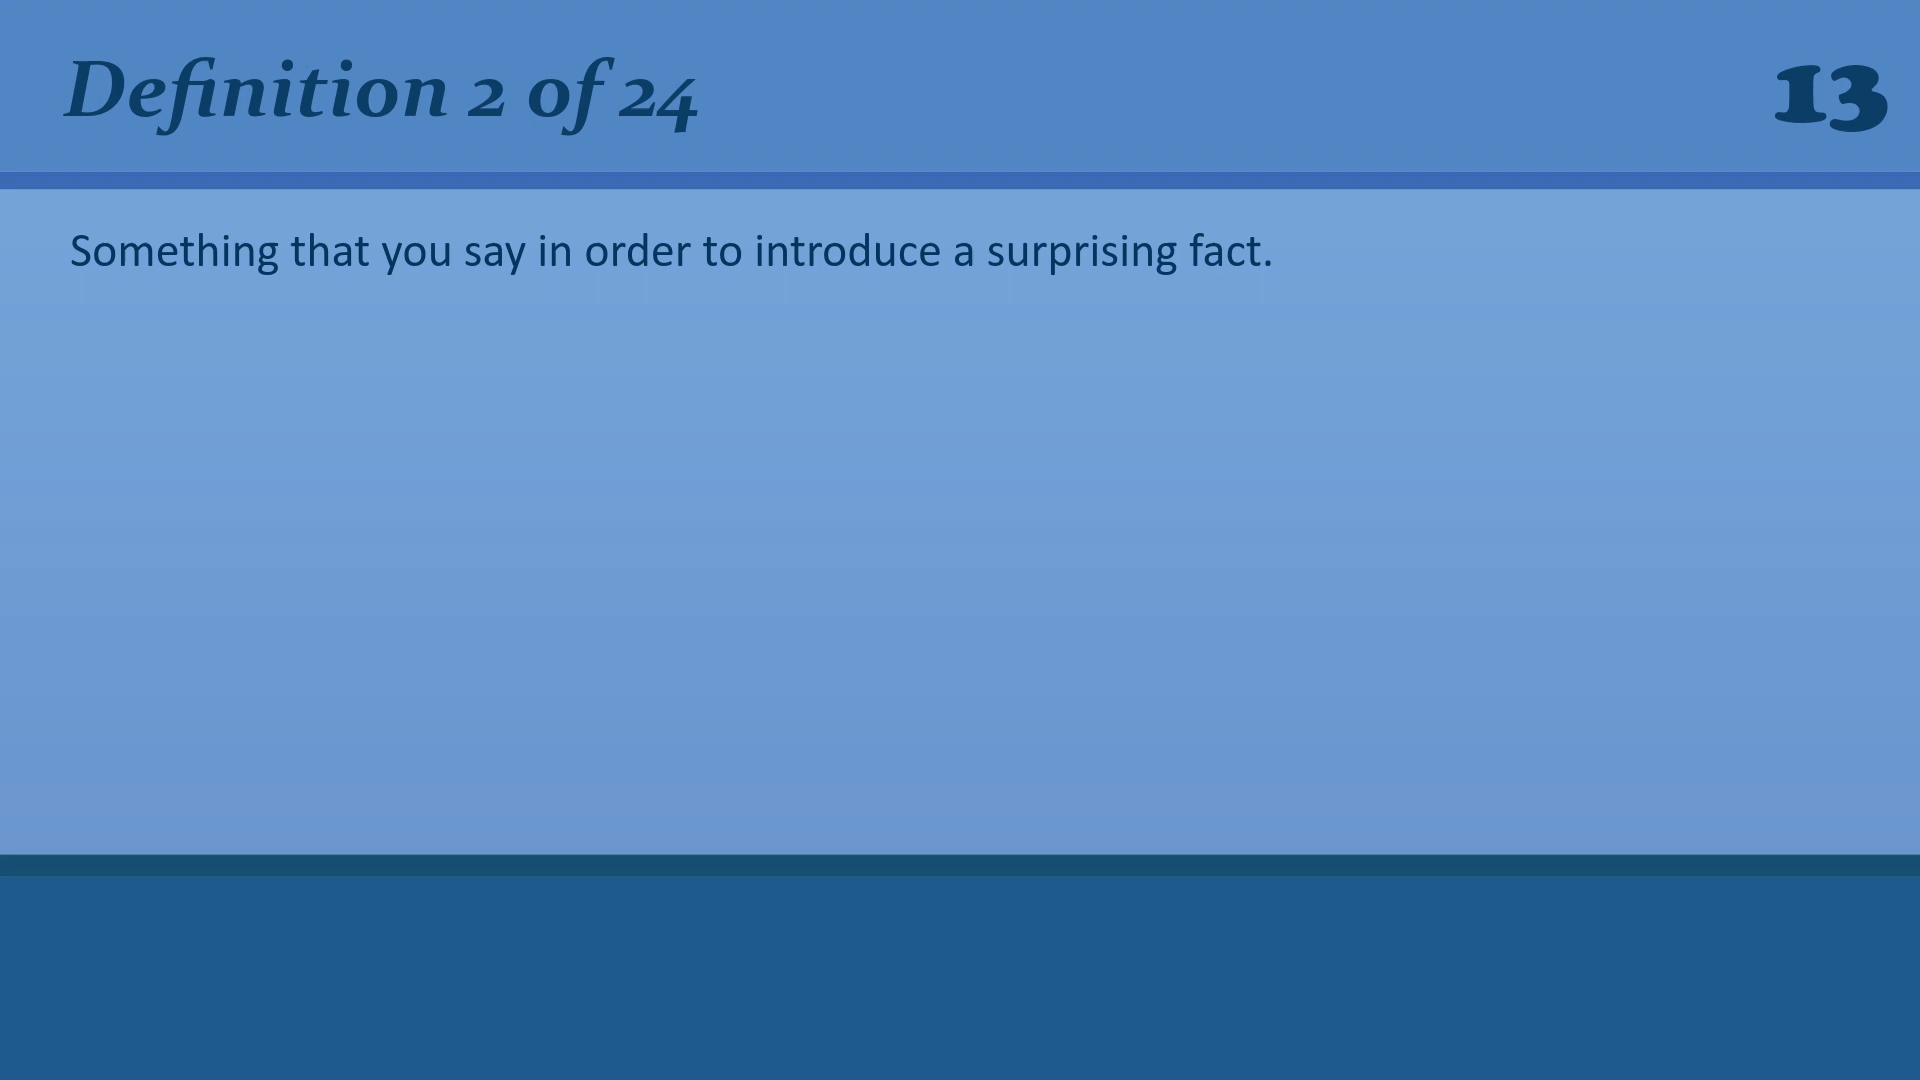 Definition 2 of 24
13
Something that you say in order to introduce a surprising fact.